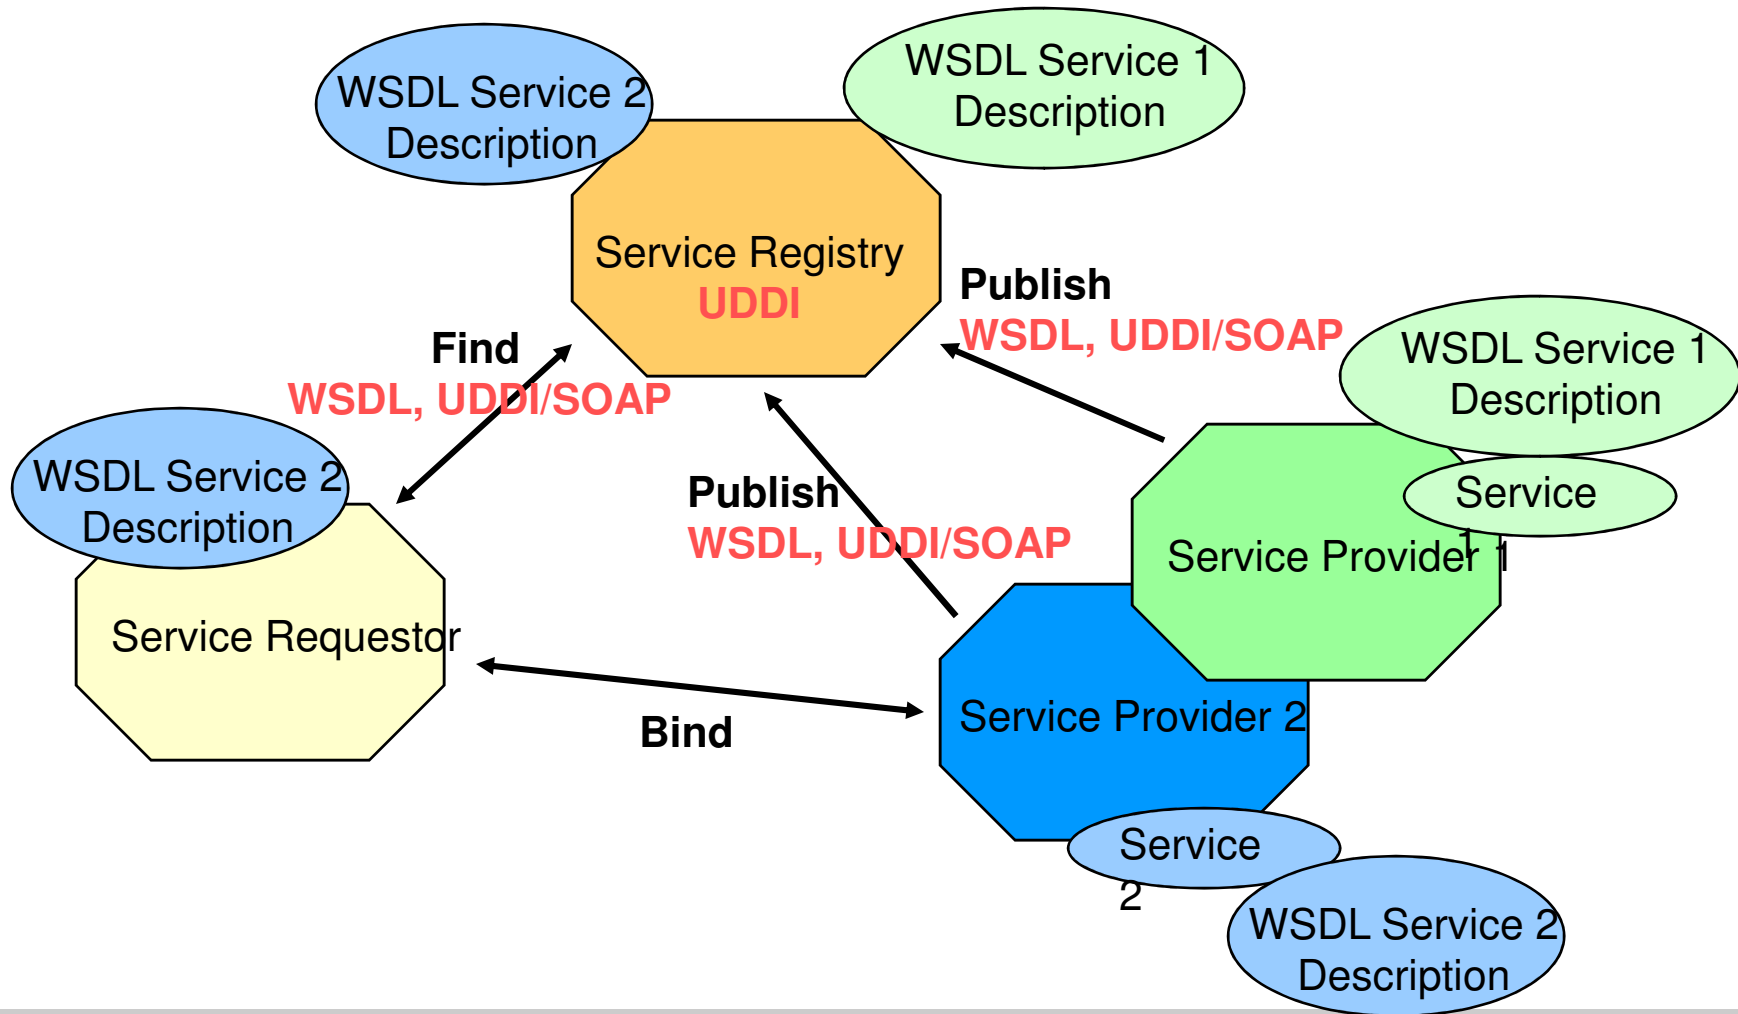 WSDL Service 2
Description
WSDL Service 1
Description
Service Registry
UDDI
Publish
WSDL, UDDI/SOAP
Find
WSDL, UDDI/SOAP
WSDL Service 1
Description
Service
1
Service Provider 1
WSDL Service 2
Description
Publish
WSDL, UDDI/SOAP
Service Requestor
Bind
Service Provider 2
Service
2
WSDL Service 2
Description